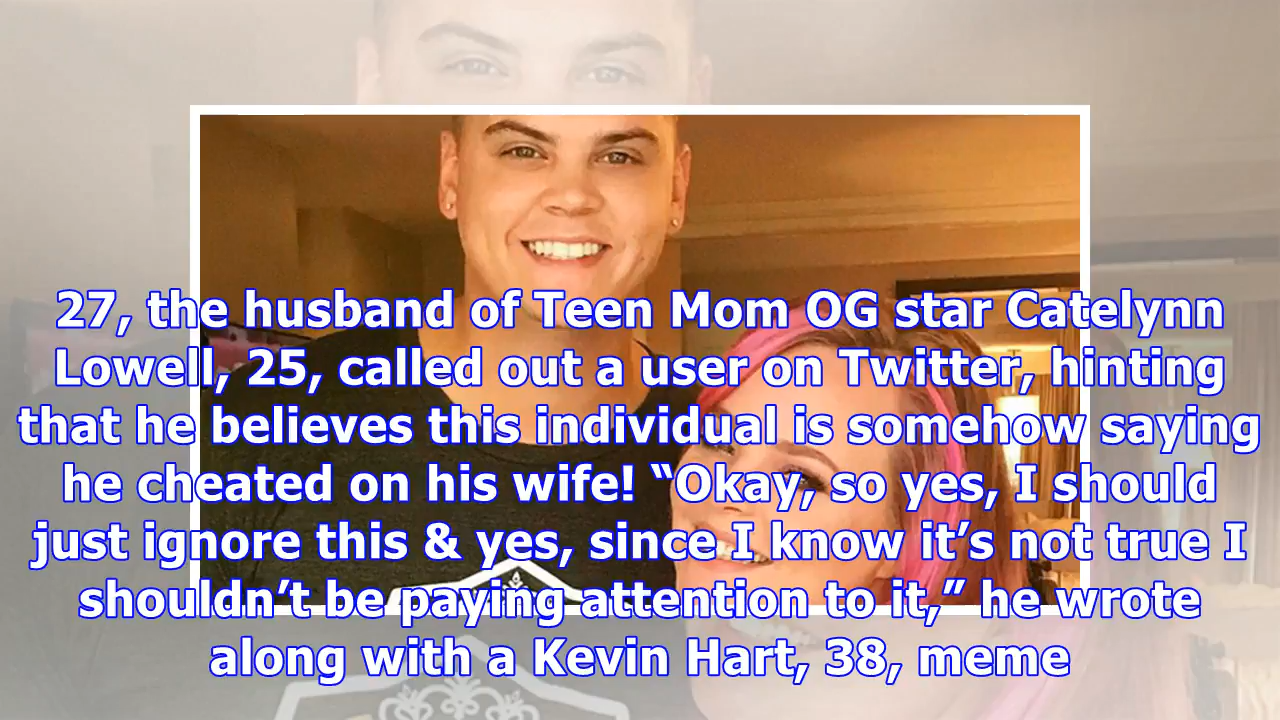 27, the husband of Teen Mom OG star Catelynn
Lowell, 25, called out a user on Twitter, hinting
that he believes this individual is somehow saying
he cheated on his wife! “Okay, so yes, I should
just ignore this & yes, since I know it’s not true I
shouldn’t be paying attention to it,” he wrote
along with a Kevin Hart, 38, meme